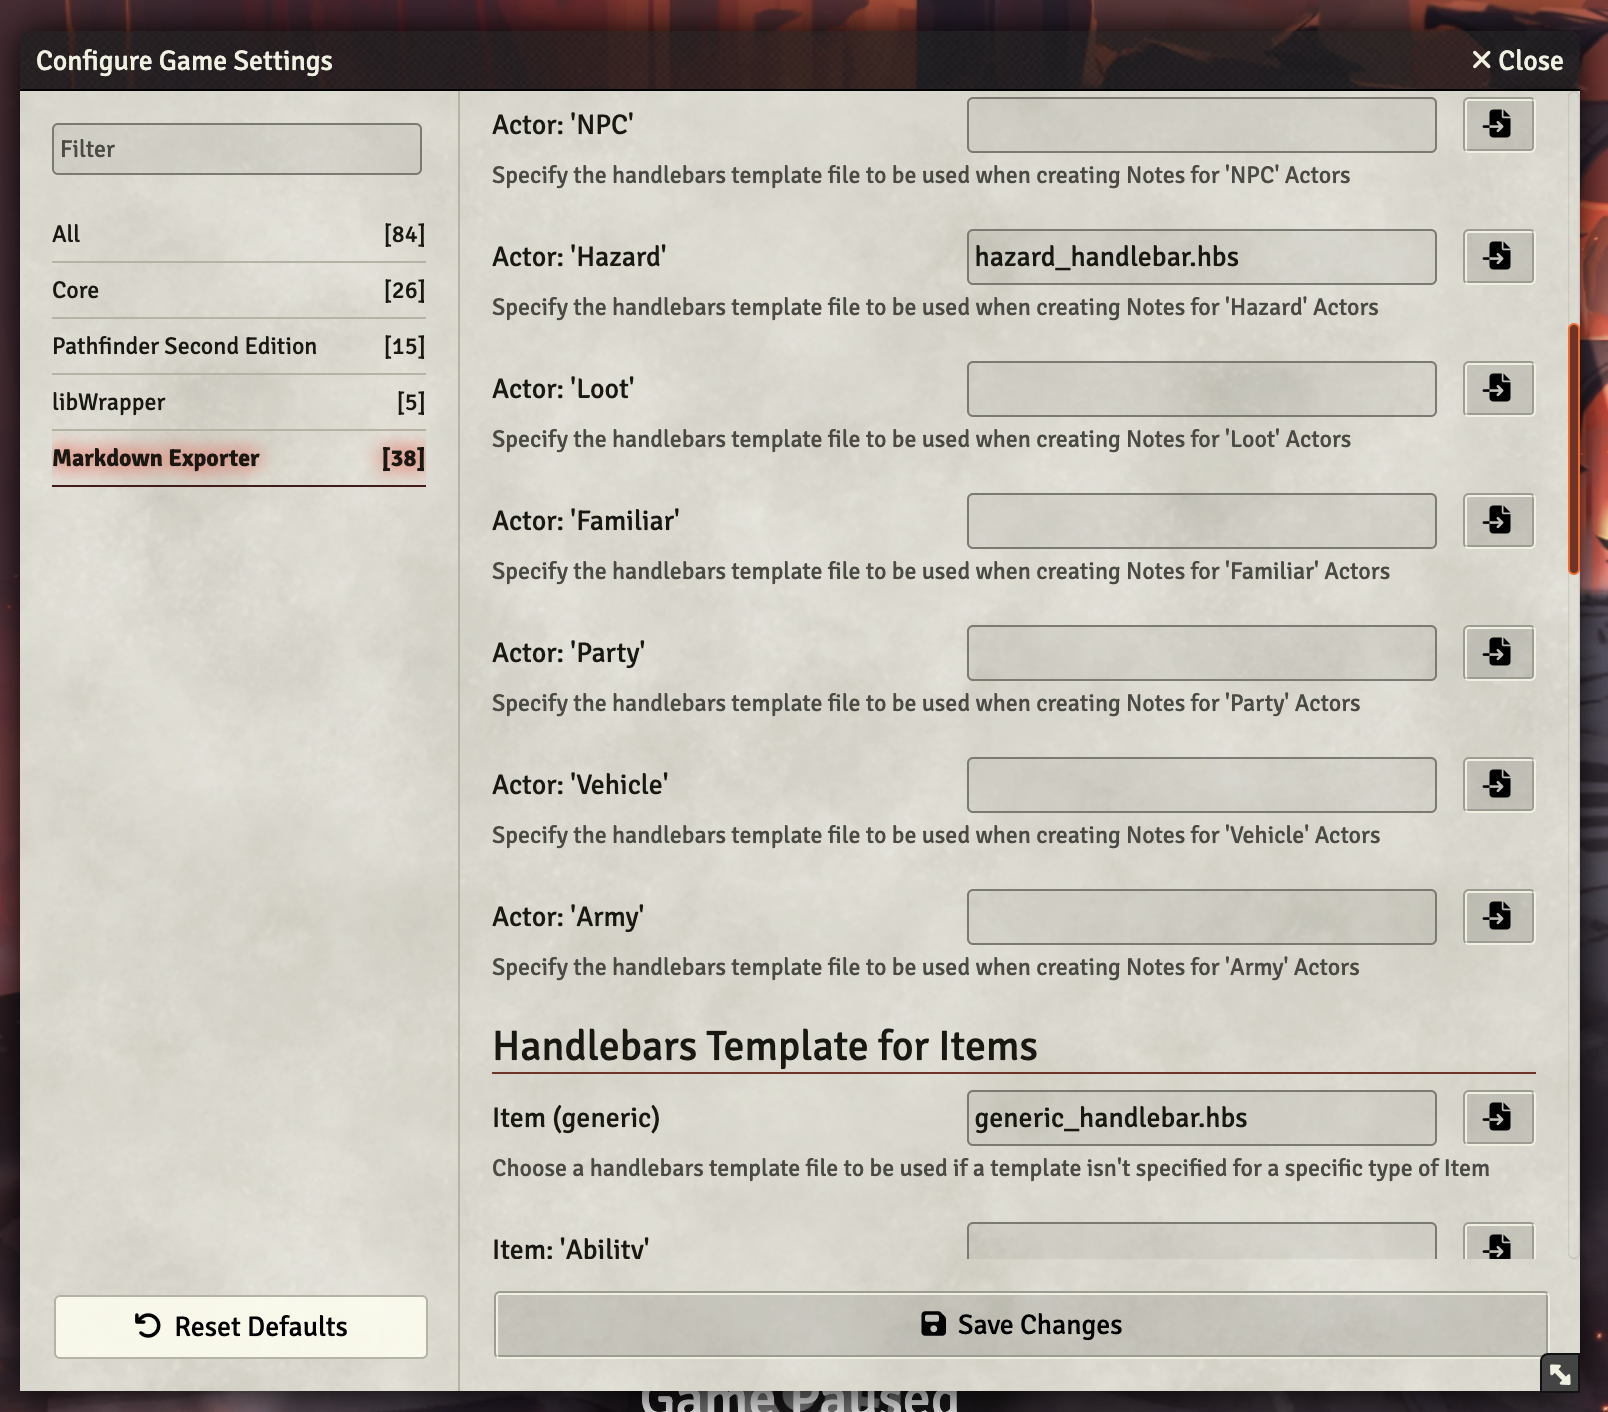 Configure Game Settings
Close
Filter
All [84]
Core [26]
Pathfinder Second Edition [15]
libWrapper [5]
Markdown Exporter [38]
Reset Defaults
Actor: 'NPC'
Specify the handlebars template file to be used when creating Notes for 'NPC' Actors
Actor: 'Hazard' hazard_handlebar.hbs
Specify the handlebars template file to be used when creating Notes for 'Hazard' Actors
Actor: 'Loot'
Specify the handlebars template file to be used when creating Notes for 'Loot' Actors
Actor: 'Familiar'
Specify the handlebars template file to be used when creating Notes for 'Familiar' Actors
Actor: 'Party'
Specify the handlebars template file to be used when creating Notes for 'Party' Actors
Actor: 'Vehicle'
Specify the handlebars template file to be used when creating Notes for 'Vehicle' Actors
Actor: 'Army'
Specify the handlebars template file to be used when creating Notes for 'Army' Actors
Handlebars Template for Items
Item (generic) generic_handlebar.hbs
Choose a handlebars template file to be used if a template isn't specified for a specific type of Item
Item: 'Ability'
Save Changes
Game Paused